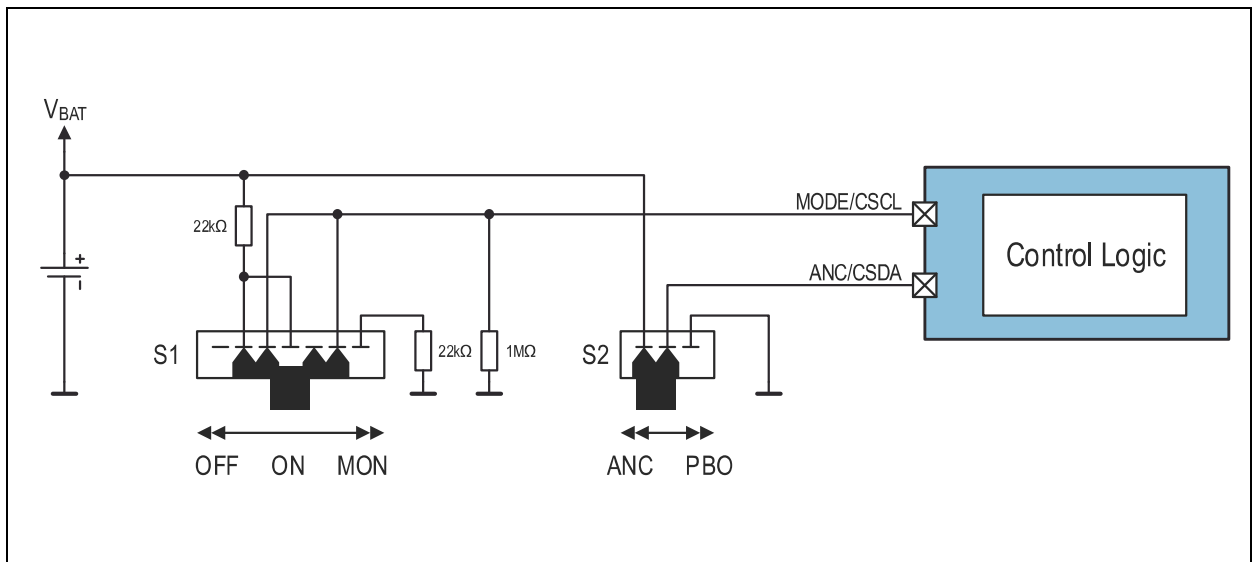 VBAT
+
MODE/CSCL
22kΩ
Control Logic
ANC/CSDA
S1
22kΩ
1MΩ
S2
OFF ON MON
ANC PBO